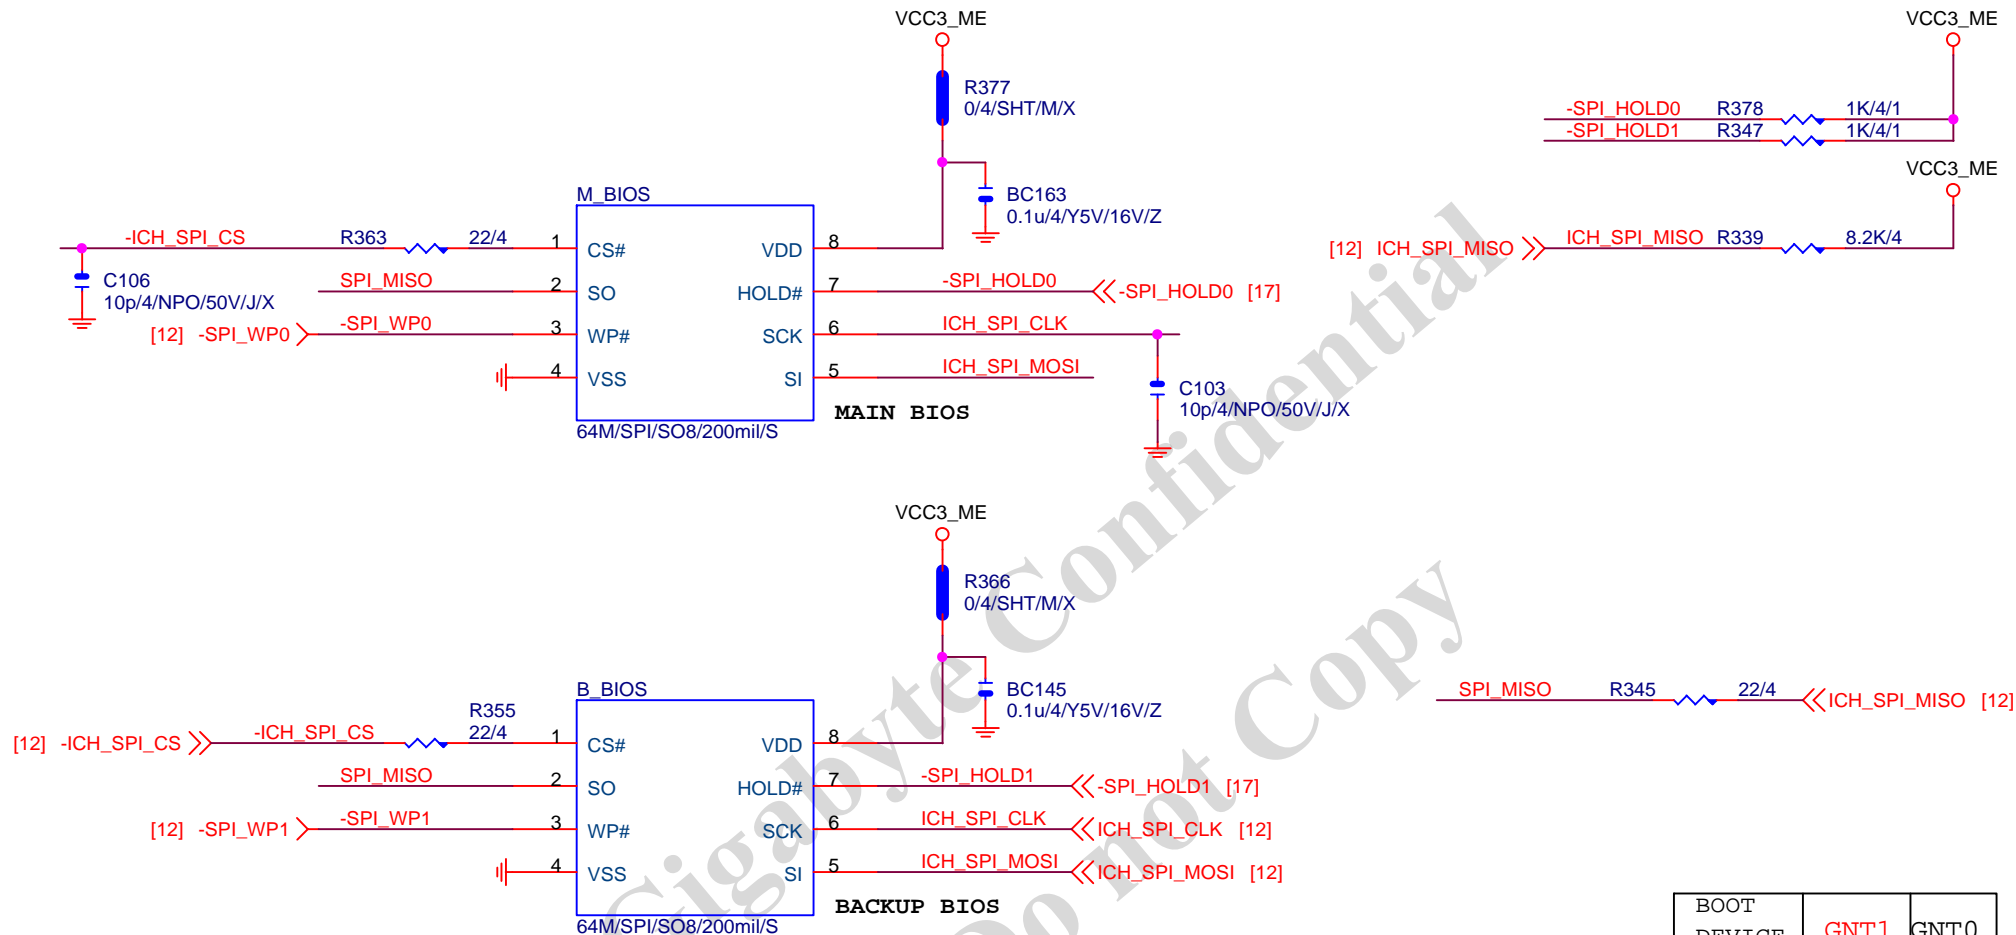 VCC3_ME
R377
0/4/SHT/M/X
BC163
0.1u/4/Y5V/16V/Z
M_BIOS
-ICH_SPI_CS R363 22/4 1 CS# VDD 8
C106
10p/4/NPO/50V/J/X
SPI_MISO 2 SO HOLD# 7 -SPI_HOLD0 -SPI_HOLD0 [17]
[12] -SPI_WP0 -SPI_WP0 3 WP# SCK 6 ICH_SPI_CLK
4 VSS SI 5 ICH_SPI_MOSI
C103
10p/4/NPO/50V/J/X
MAIN BIOS
64M/SPI/SO8/200mil/S
VCC3_ME
-SPI_HOLD0 R378 1K/4/1
-SPI_HOLD1 R347 1K/4/1
VCC3_ME
[12] ICH_SPI_MISO ICH_SPI_MISO R339 8.2K/4
VCC3_ME
R366
0/4/SHT/M/X
BC145
0.1u/4/Y5V/16V/Z
B_BIOS
[12] -ICH_SPI_CS -ICH_SPI_CS R355 22/4 1 CS# VDD 8
SPI_MISO 2 SO HOLD# 7 -SPI_HOLD1 -SPI_HOLD1 [17]
[12] -SPI_WP1 -SPI_WP1 3 WP# SCK 6 ICH_SPI_CLK ICH_SPI_CLK [12]
4 VSS SI 5 ICH_SPI_MOSI ICH_SPI_MOSI [12]
BACKUP BIOS
64M/SPI/SO8/200mil/S
SPI_MISO R345 22/4 ICH_SPI_MISO [12]
BOOT
DEVICE GNT1 GNT0
Gigabyte Confidential
Do not Copy